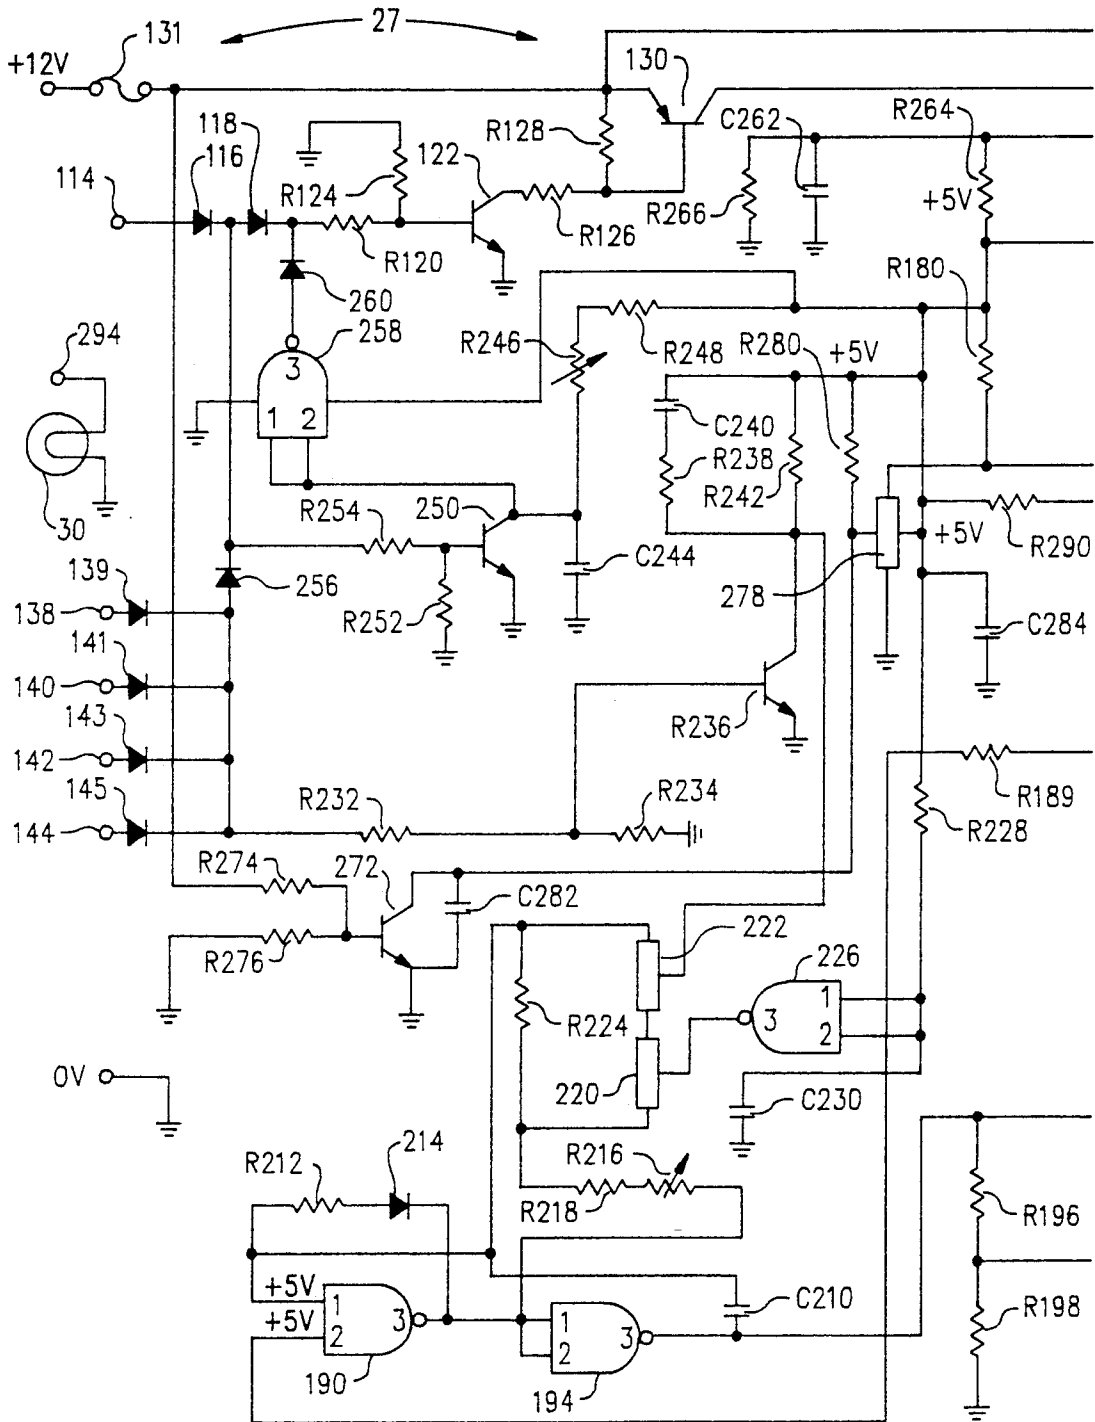 27
131
+12V
130
R128
C262
R264
118
116
122
114
R124
R266
+5V
R126
R120
R180
260
258
294
R246
R248
R280
+5V
3
1 2
C240
R238
R242
30
R254
250
+5V
R290
C244
139
256
278
138
R252
C284
141
140
143
R236
142
145
R232
R234
R189
144
R228
R274
272
C282
222
R276
226
1
3
R224
2
0V
220
C230
R216
214
R212
R218
R196
+5V
1
C210
+5V
2
3
1
3
R198
2
190
194